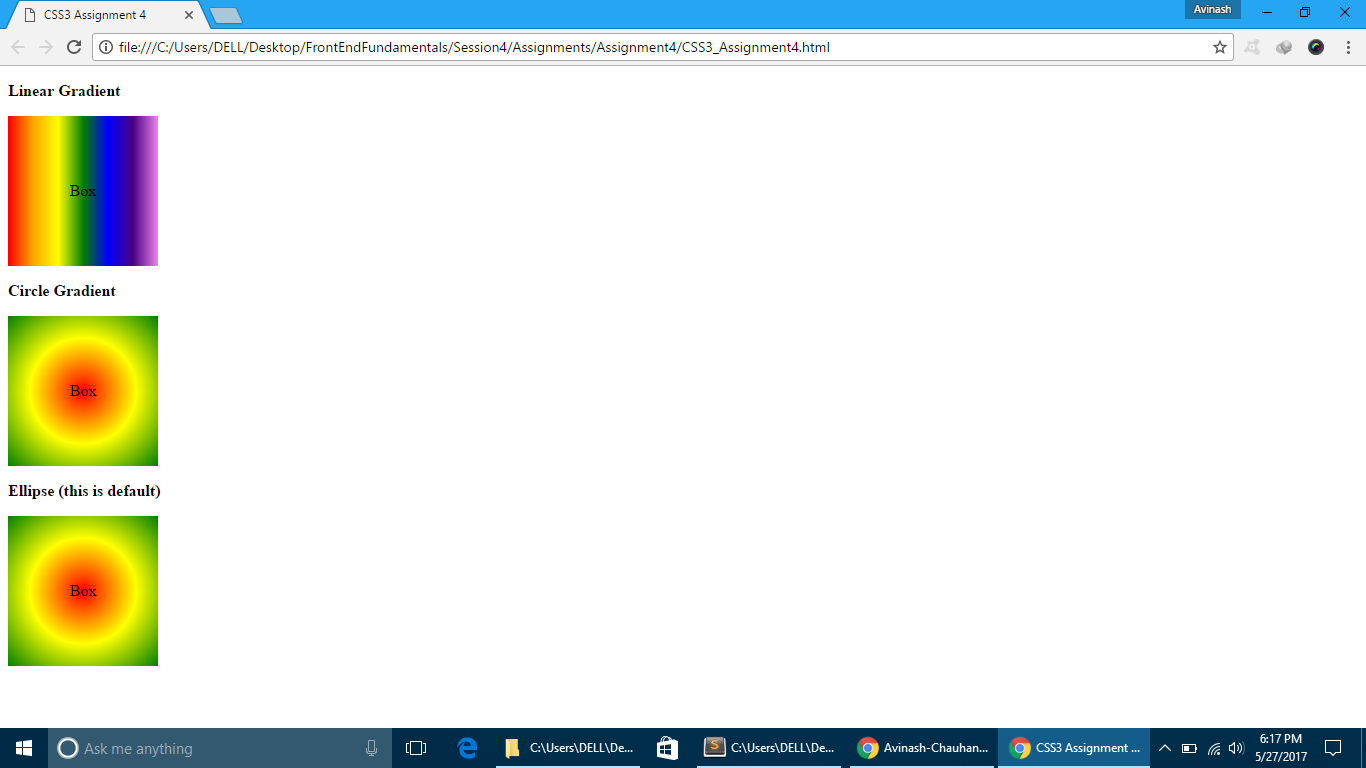 CSS3 Assignment 4
Avinash
file:///C:/Users/DELL/Desktop/FrontEndFundamentals/Session4/Assignments/Assignment4/CSS3_Assignment4.html
Linear Gradient
Box
Circle Gradient
Box
Ellipse (this is default)
Box
Ask me anything
C:\Users\DELL\De...
C:\Users\DELL\De...
Avinash-Chauhan...
CSS3 Assignment ...
6:17 PM
5/27/2017